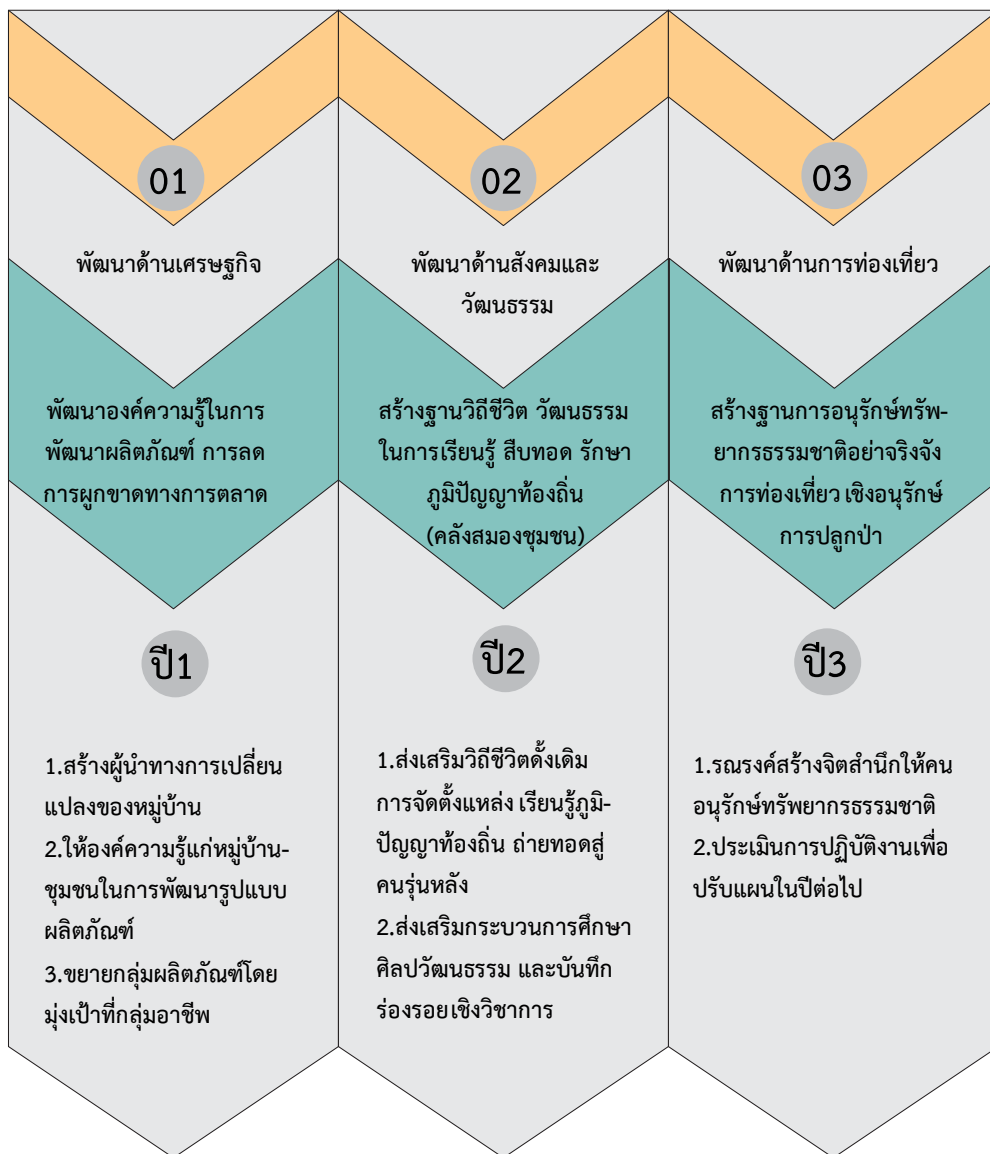 01
พัฒนาด้านเศรษฐกิจ
พัฒนาองค์ความรู้ในการ
พัฒนาผลิตภัณฑ์ การลด
การผูกขาดทางการตลาด
ปี1
1.สร้างผู้นำทางการเปลี่ยน
แปลงของหมู่บ้าน
2.ให้องค์ความรู้แก่หมู่บ้าน-
ชุมชนในการพัฒนารูปแบบ
ผลิตภัณฑ์
3.ขยายกลุ่มผลิตภัณฑ์โดย
มุ่งเป้าที่กลุ่มอาชีพ
02
พัฒนาด้านสังคมและ
วัฒนธรรม
สร้างฐานวิถีชีวิต วัฒนธรรม
ในการเรียนรู้ สืบทอด รักษา
ภูมิปัญญาท้องถิ่น
(คลังสมองชุมชน)
ปี2
1.ส่งเสริมวิถีชีวิตดั้งเดิม
การจัดตั้งแหล่ง เรียนรู้ภูมิ-
ปัญญาท้องถิ่น ถ่ายทอดสู่
คนรุ่นหลัง
2.ส่งเสริมกระบวนการศึกษา
ศิลปวัฒนธรรม และบันทึก
ร่องรอยเชิงวิชาการ
03
พัฒนาด้านการท่องเที่ยว
สร้างฐานการอนุรักษ์ทรัพ-
ยากรธรรมชาติอย่างจริงจัง
การท่องเที่ยว เชิงอนุรักษ์
การปลูกป่า
ปี3
1.รณรงค์สร้างจิตสำนึกให้คน
อนุรักษ์ทรัพยากรธรรมชาติ
2.ประเมินการปฏิบัติงานเพื่อ
ปรับแผนในปีต่อไป